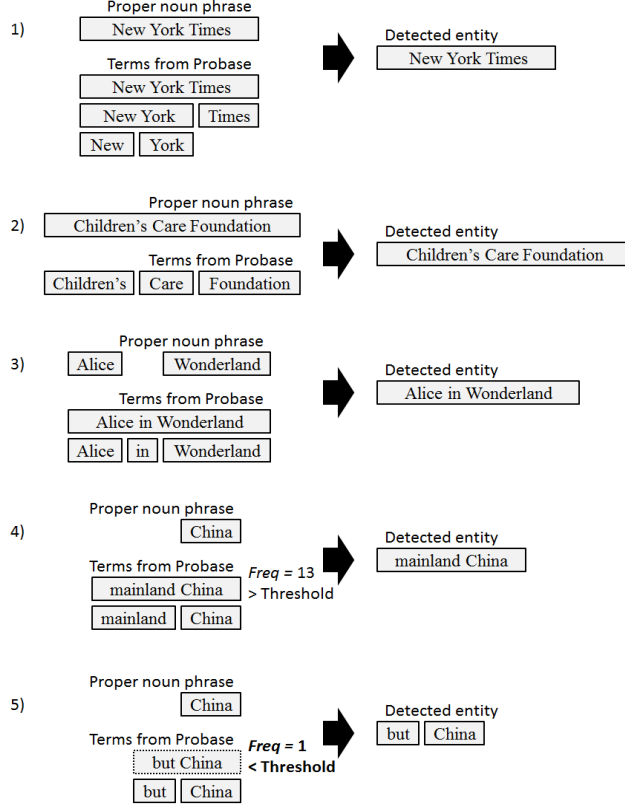 Proper noun phrase
1)
New York Times
Detected entity
New York Times
Terms from Probase
New York Times
New York Times
New York
Proper noun phrase
2)
Children's Care Foundation
Detected entity
Children's Care Foundation
Terms from Probase
Children's Care Foundation
Proper noun phrase
3)
Alice Wonderland
Detected entity
Alice in Wonderland
Terms from Probase
Alice in Wonderland
Alice in Wonderland
Proper noun phrase
4)
China
Detected entity
mainland China
Terms from Probase
Freq = 13
mainland China
> Threshold
mainland China
Proper noun phrase
5)
China
Detected entity
but China
Terms from Probase
Freq = 1
but China
< Threshold
but China